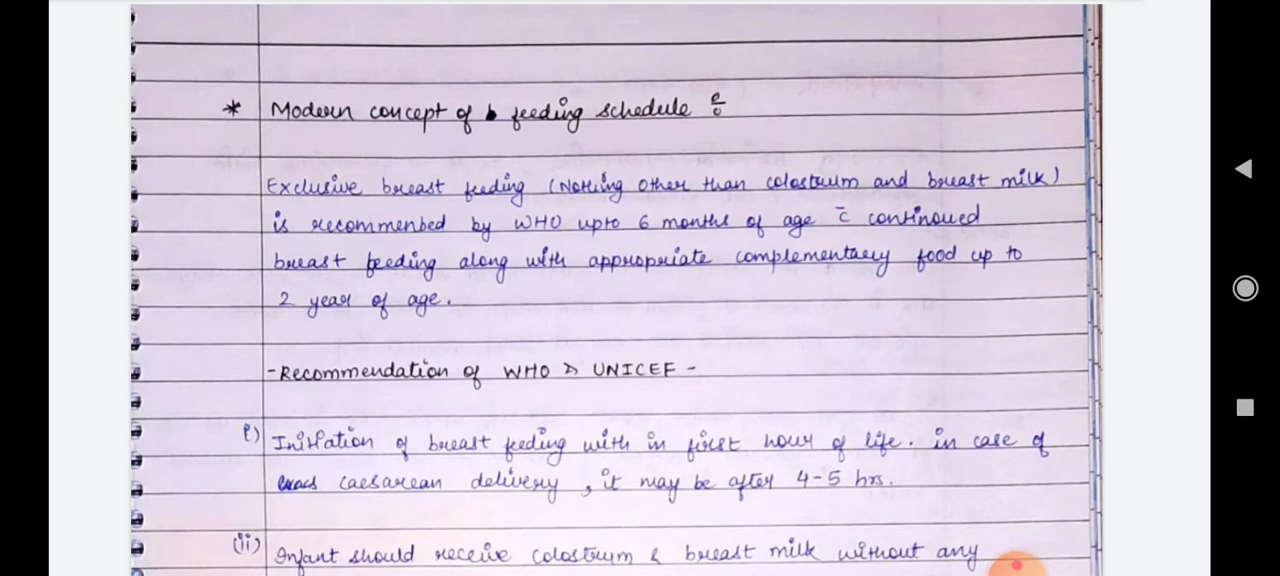 * Modern concept of feeding schedule :-
Exclusive breast feeding (Nothing other than colostrum and breast milk)
is recommenbed by WHO upto 6 months of age c̄ continoued
breast feeding along with appropriate complementary food up to
2 year of age.
- Recommendation of WHO & UNICEF -
i) Initiation of breast feeding with in first hour of life. in case of
caesarean delivery, it may be after 4-5 hrs.
(ii) Infant should receive colostrum & breast milk without any